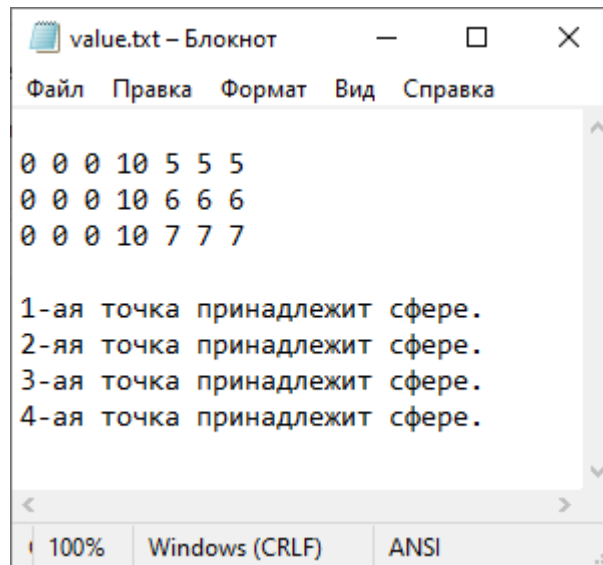 value.txt – Блокнот
Файл Правка Формат Вид Справка
0 0 0 10 5 5 5
0 0 0 10 6 6 6
0 0 0 10 7 7 7
1-ая точка принадлежит сфере.
2-яя точка принадлежит сфере.
3-ая точка принадлежит сфере.
4-ая точка принадлежит сфере.
100% Windows (CRLF) ANSI